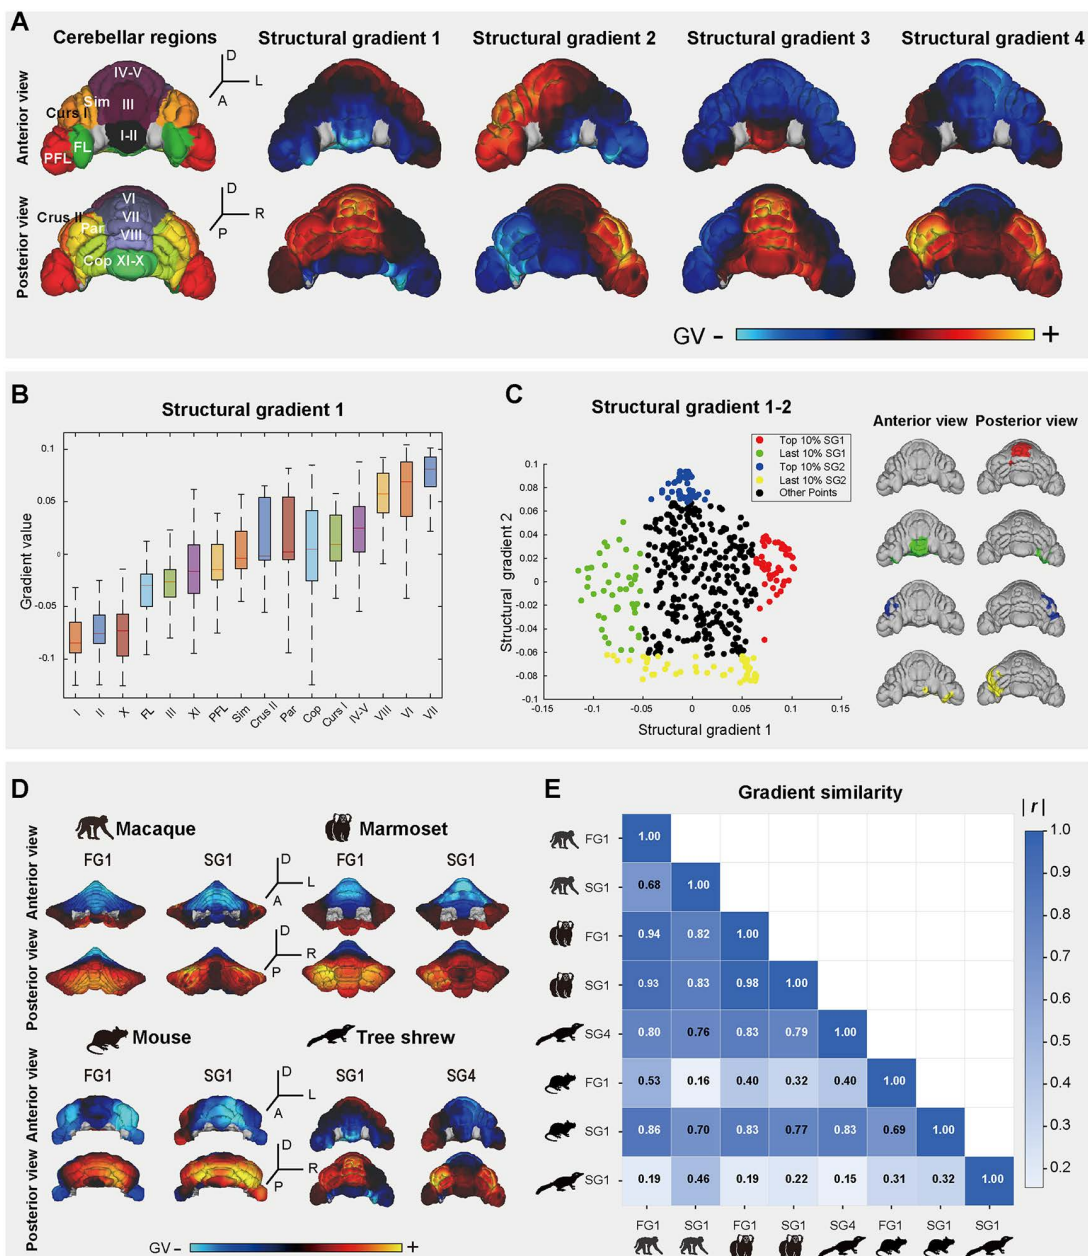 A
Cerebellar regions
Structural gradient 1
Structural gradient 2
Structural gradient 3
Structural gradient 4
Anterior view
IV-V
Sim
III
Curs I
I-II
FL
PFL
D
L
A
Posterior view
VI
Crus II
VII
Par
VIII
Cop
XI-X
D
R
P
GV - +
B
Structural gradient 1
Gradient value
0.1
0.05
0
-0.05
-0.1
I II X FL III XI PFL Sim Crus II Par Cop Curs I IV-V VIII VI VII
C
Structural gradient 1-2
Top 10% SG1
Last 10% SG1
Top 10% SG2
Last 10% SG2
Other Points
Structural gradient 2
0.1
0.08
0.06
0.04
0.02
0
-0.02
-0.04
-0.06
-0.08
-0.1
-0.15 -0.1 -0.05 0 0.05 0.1 0.15
Structural gradient 1
Anterior view
Posterior view
D
Macaque
Marmoset
FG1 SG1 FG1 SG1
Anterior view
D
L
A
Posterior view
D
R
P
Mouse
Tree shrew
FG1 SG1 SG1 SG4
Anterior view
D
L
A
Posterior view
D
R
P
GV - +
E
Gradient similarity
| r |
FG1 1.00
SG1 0.68 1.00
FG1 0.94 0.82 1.00
SG1 0.93 0.83 0.98 1.00
SG4 0.80 0.76 0.83 0.79 1.00
FG1 0.53 0.16 0.40 0.32 0.40 1.00
SG1 0.86 0.70 0.83 0.77 0.83 0.69 1.00
SG1 0.19 0.46 0.19 0.22 0.15 0.31 0.32 1.00
FG1 SG1 FG1 SG1 SG4 FG1 SG1 SG1
1.0
0.9
0.8
0.7
0.6
0.5
0.4
0.3
0.2